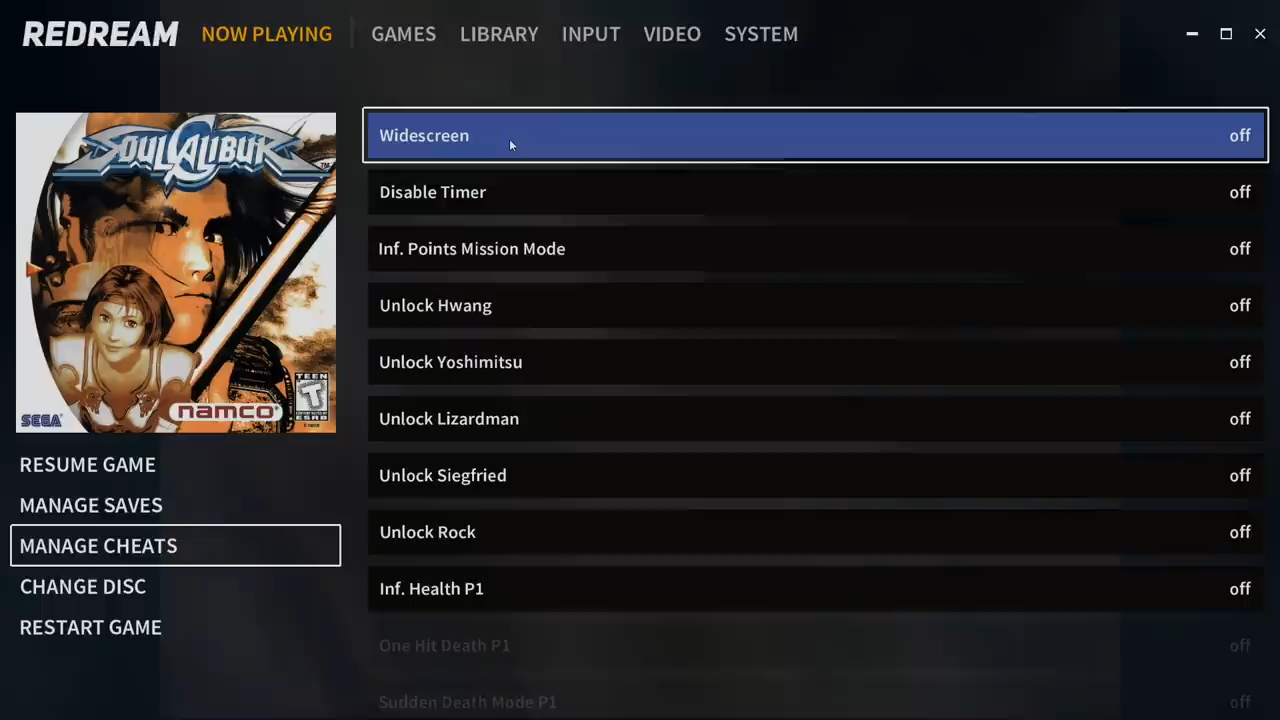 REDREAM NOW PLAYING GAMES LIBRARY INPUT VIDEO SYSTEM
SOULCALIBUR
TM
TEEN
T
ESRB
SEGA
namco
RESUME GAME
MANAGE SAVES
MANAGE CHEATS
CHANGE DISC
RESTART GAME
Widescreen off
Disable Timer off
Inf. Points Mission Mode off
Unlock Hwang off
Unlock Yoshimitsu off
Unlock Lizardman off
Unlock Siegfried off
Unlock Rock off
Inf. Health P1 off
One Hit Death P1 off
Sudden Death Mode P1 off